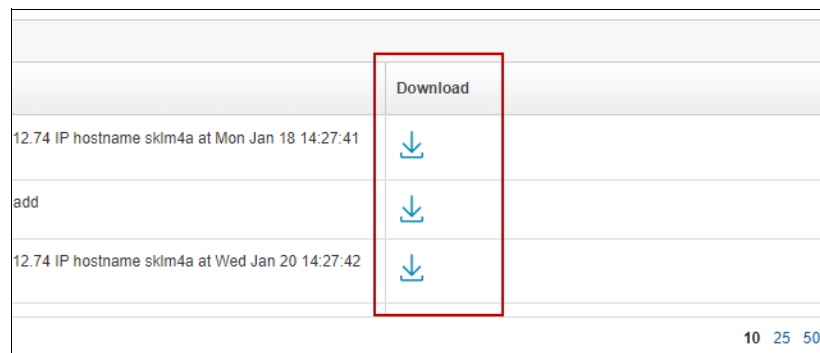 Download
12.74 IP hostname sklm4a at Mon Jan 18 14:27:41
add
12.74 IP hostname sklm4a at Wed Jan 20 14:27:42
10 25 50